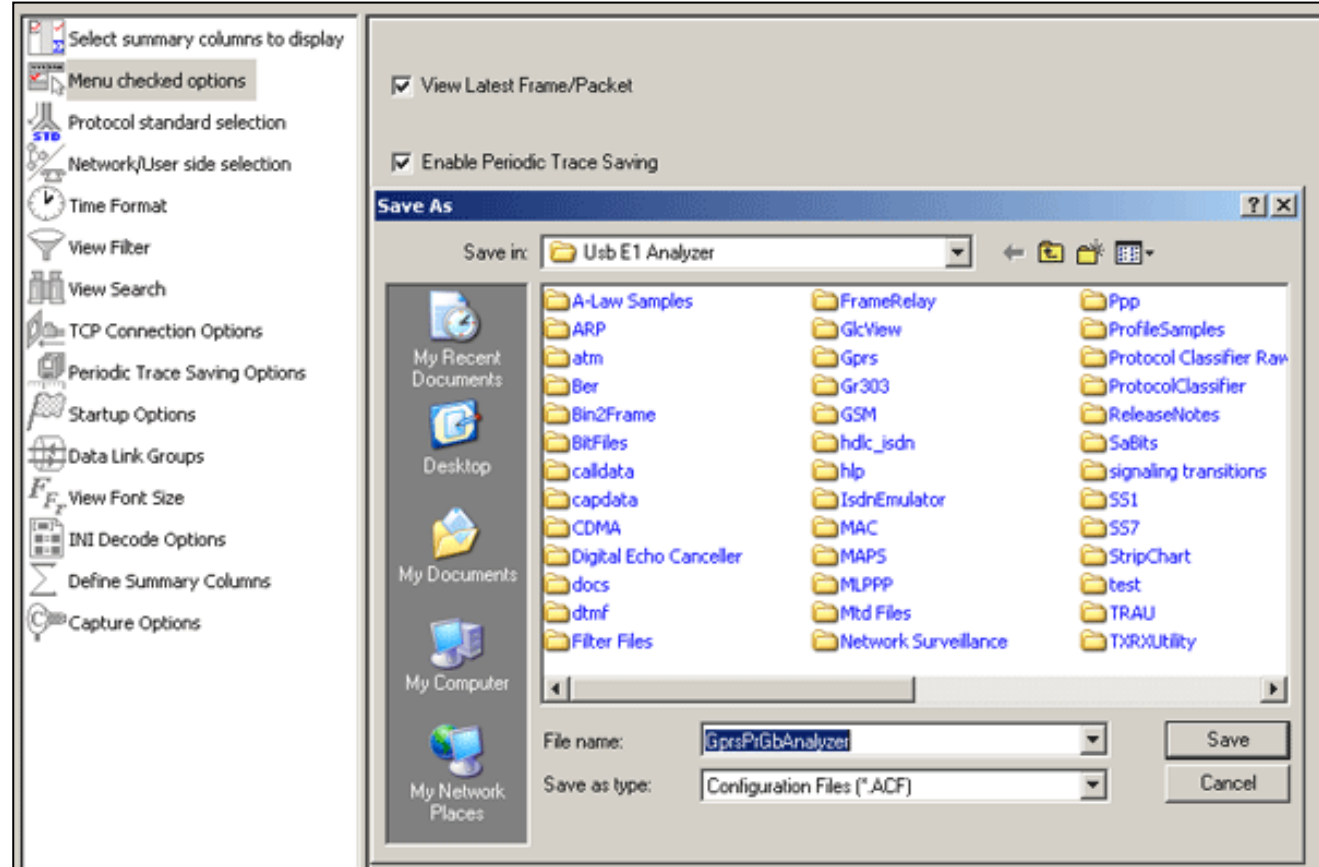 Select summary columns to display
Menu checked options
STD
Protocol standard selection
Network/User side selection
Time Format
View Filter
View Search
TCP Connection Options
Periodic Trace Saving Options
Startup Options
Data Link Groups
View Font Size
INI Decode Options
Define Summary Columns
Capture Options
View Latest Frame/Packet
Enable Periodic Trace Saving
Save As
Save in: Usb E1 Analyzer
My Recent
Documents
Desktop
My Documents
My Computer
My Network
Places
A-Law Samples
ARP
atm
Ber
Bin2Frame
BitFiles
calldata
capdata
CDMA
Digital Echo Canceller
docs
dtmf
Filter Files
FrameRelay
GlcView
Gprs
Gr303
GSM
hdlc_isdn
hlp
IsdnEmulator
MAC
MAPS
MLPPP
Mtd Files
Network Surveillance
Ppp
ProfileSamples
Protocol Classifier Raw
ProtocolClassifier
ReleaseNotes
SaBits
signaling transitions
SS1
SS7
StripChart
test
TRAU
TXRXUtility
File name: GprsPrGbAnalyzer Save
Save as type: Configuration Files (*.ACF) Cancel